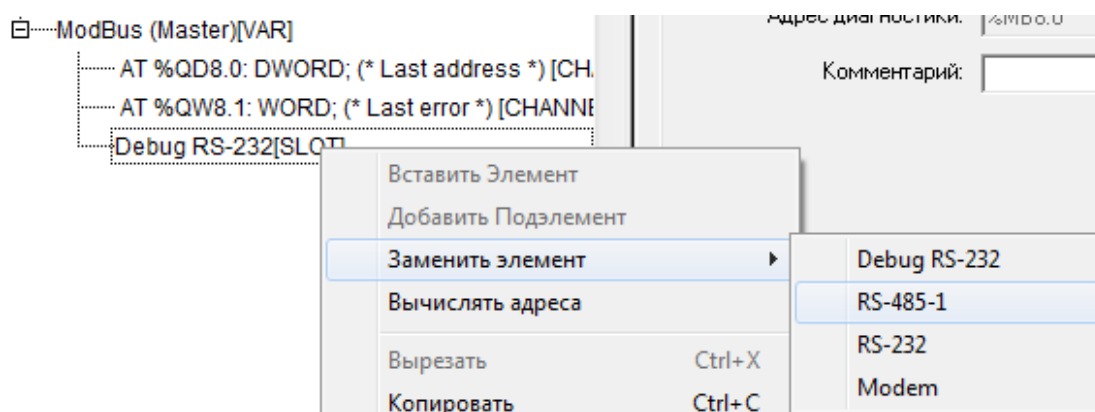 ModBus (Master)[VAR]
AT %QD8.0: DWORD; (* Last address *) [CH
AT %QW8.1: WORD; (* Last error *) [CHANNE
Debug RS-232[SLOT]
Адрес диагностики: %MB8.0
Комментарий:
Вставить Элемент
Добавить Подэлемент
Заменить элемент
Вычислять адреса
Вырезать Ctrl+X
Копировать Ctrl+C
Debug RS-232
RS-485-1
RS-232
Modem